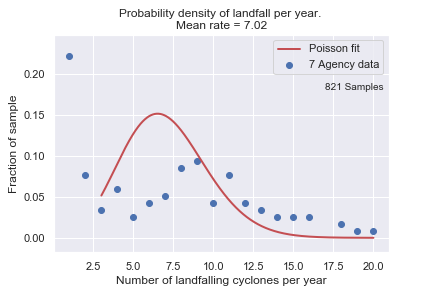 Probability density of landfall per year.
Mean rate = 7.02
Poisson fit
7 Agency data
821 Samples
Fraction of sample
0.20
0.15
0.10
0.05
0.00
2.5 5.0 7.5 10.0 12.5 15.0 17.5 20.0
Number of landfalling cyclones per year